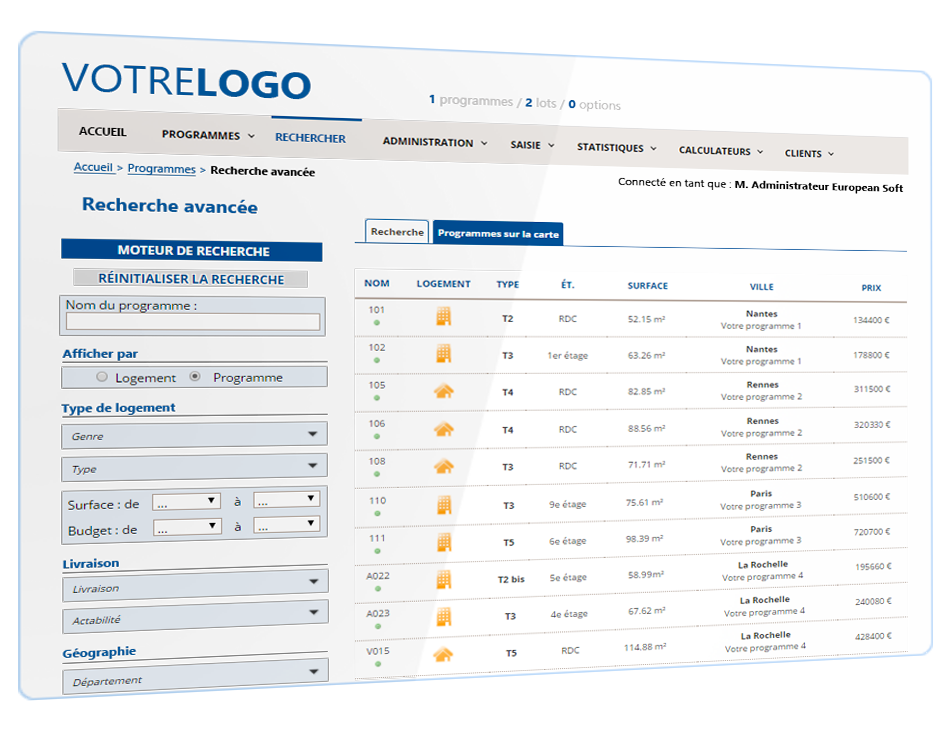 VOTRELOGO
1 programmes / 2 lots / 0 options
ACCUEIL PROGRAMMES RECHERCHER ADMINISTRATION SAISIE STATISTIQUES CALCULATEURS CLIENTS
Accueil > Programmes > Recherche avancée
Connecté en tant que : M. Administrateur European Soft
Recherche avancée
MOTEUR DE RECHERCHE
RÉINITIALISER LA RECHERCHE
Nom du programme :
Afficher par
Logement Programme
Type de logement
Genre
Type
Surface : de ... à ...
Budget : de ... à ...
Livraison
Livraison
Actabilité
Géographie
Département
Recherche Programmes sur la carte
NOM LOGEMENT TYPE ÉT. SURFACE VILLE PRIX
101 T2 RDC 52.15 m² Nantes 134400 €
Votre programme 1
102 T3 1er étage 63.26 m² Nantes 178800 €
Votre programme 1
105 T4 RDC 82.85 m² Rennes 311500 €
Votre programme 2
106 T4 RDC 88.56 m² Rennes 320330 €
Votre programme 2
108 T3 RDC 71.71 m² Rennes 251500 €
Votre programme 2
110 T3 9e étage 75.61 m² Paris 510600 €
Votre programme 3
111 T5 6e étage 98.39 m² Paris 720700 €
Votre programme 3
A022 T2 bis 5e étage 58.99m² La Rochelle 195660 €
Votre programme 4
A023 T3 4e étage 67.62 m² La Rochelle 240080 €
Votre programme 4
V015 T5 RDC 114.88 m² La Rochelle 428400 €
Votre programme 4